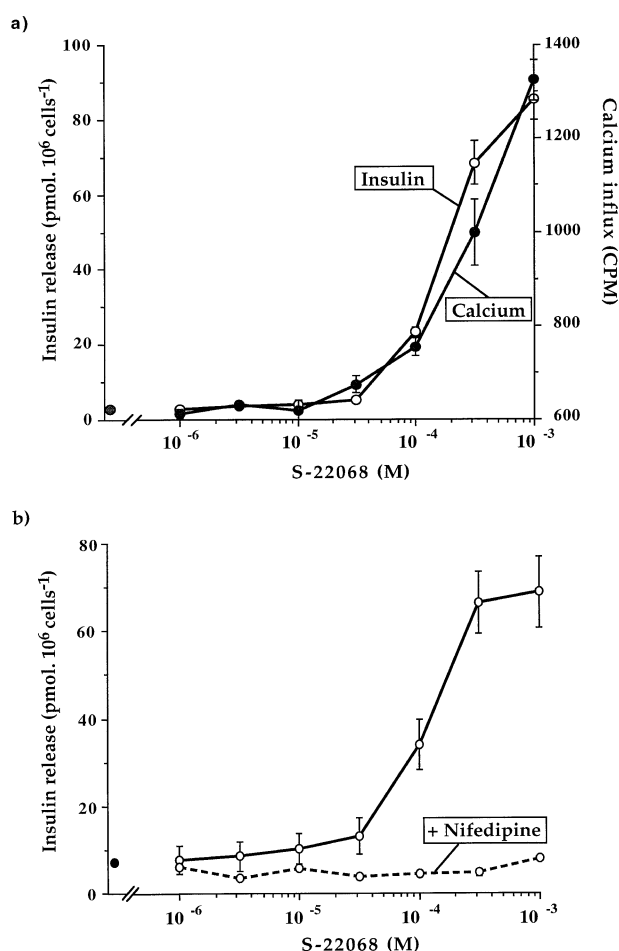 a)
100
80
60
40
20
0
Insulin release (pmol. 10⁶ cells⁻¹)
1400
1200
1000
800
600
Calcium influx (CPM)
Insulin
Calcium
10⁻⁶ 10⁻⁵ 10⁻⁴ 10⁻³
S-22068 (M)
b)
80
60
40
20
0
Insulin release (pmol. 10⁶ cells⁻¹)
+ Nifedipine
10⁻⁶ 10⁻⁵ 10⁻⁴ 10⁻³
S-22068 (M)